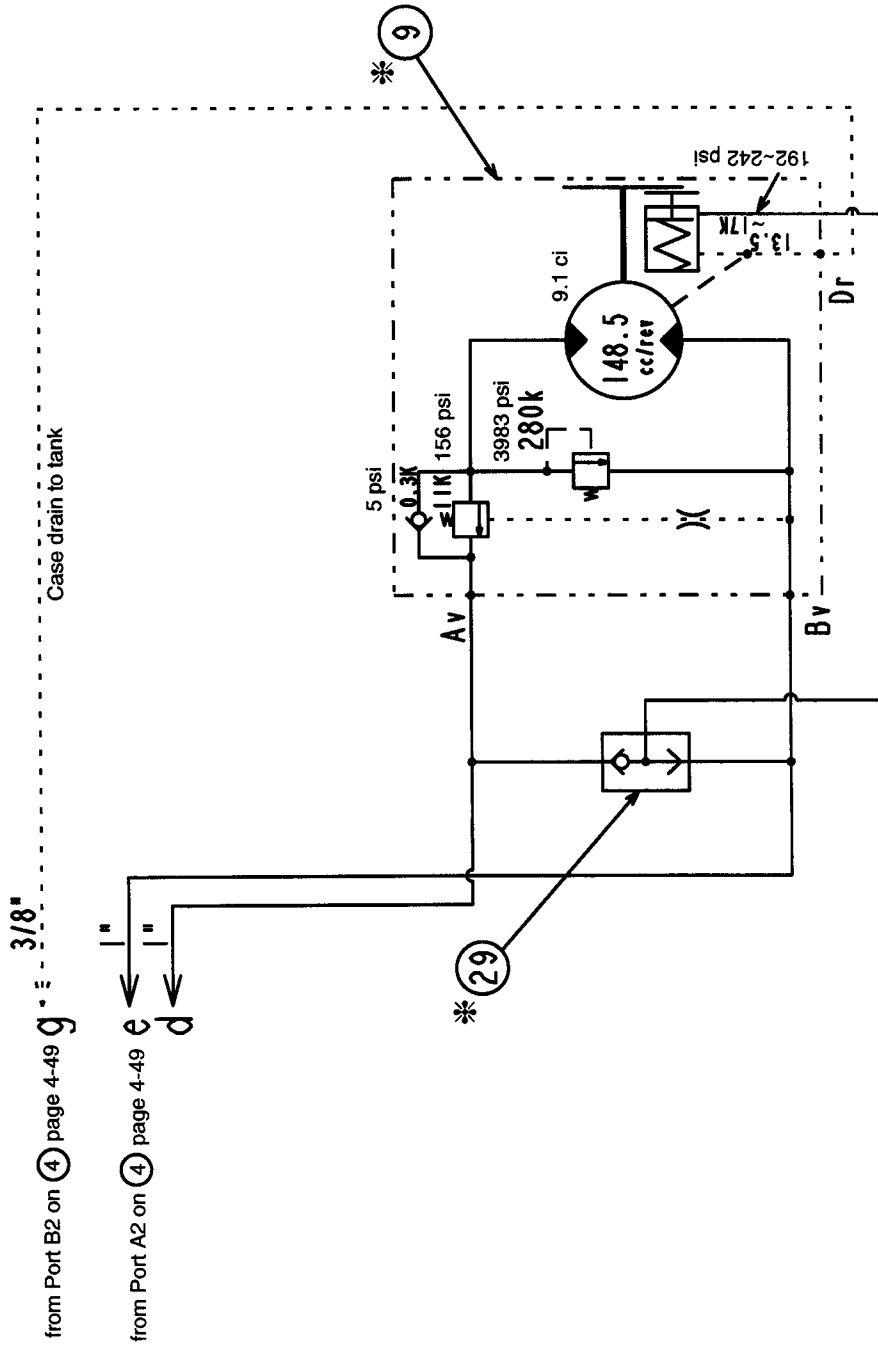 9
※
192~242 psi
13.5
~17K
Dr
9.1 ci
148.5
cc/rev
3983 psi
280k
156 psi
11K
5 psi
0.3K
W
W
Case drain to tank
Av
Bv
※
29
3/8"
1"
1"
from Port B2 on 4 page 4-49 g
from Port A2 on 4 page 4-49 e
d